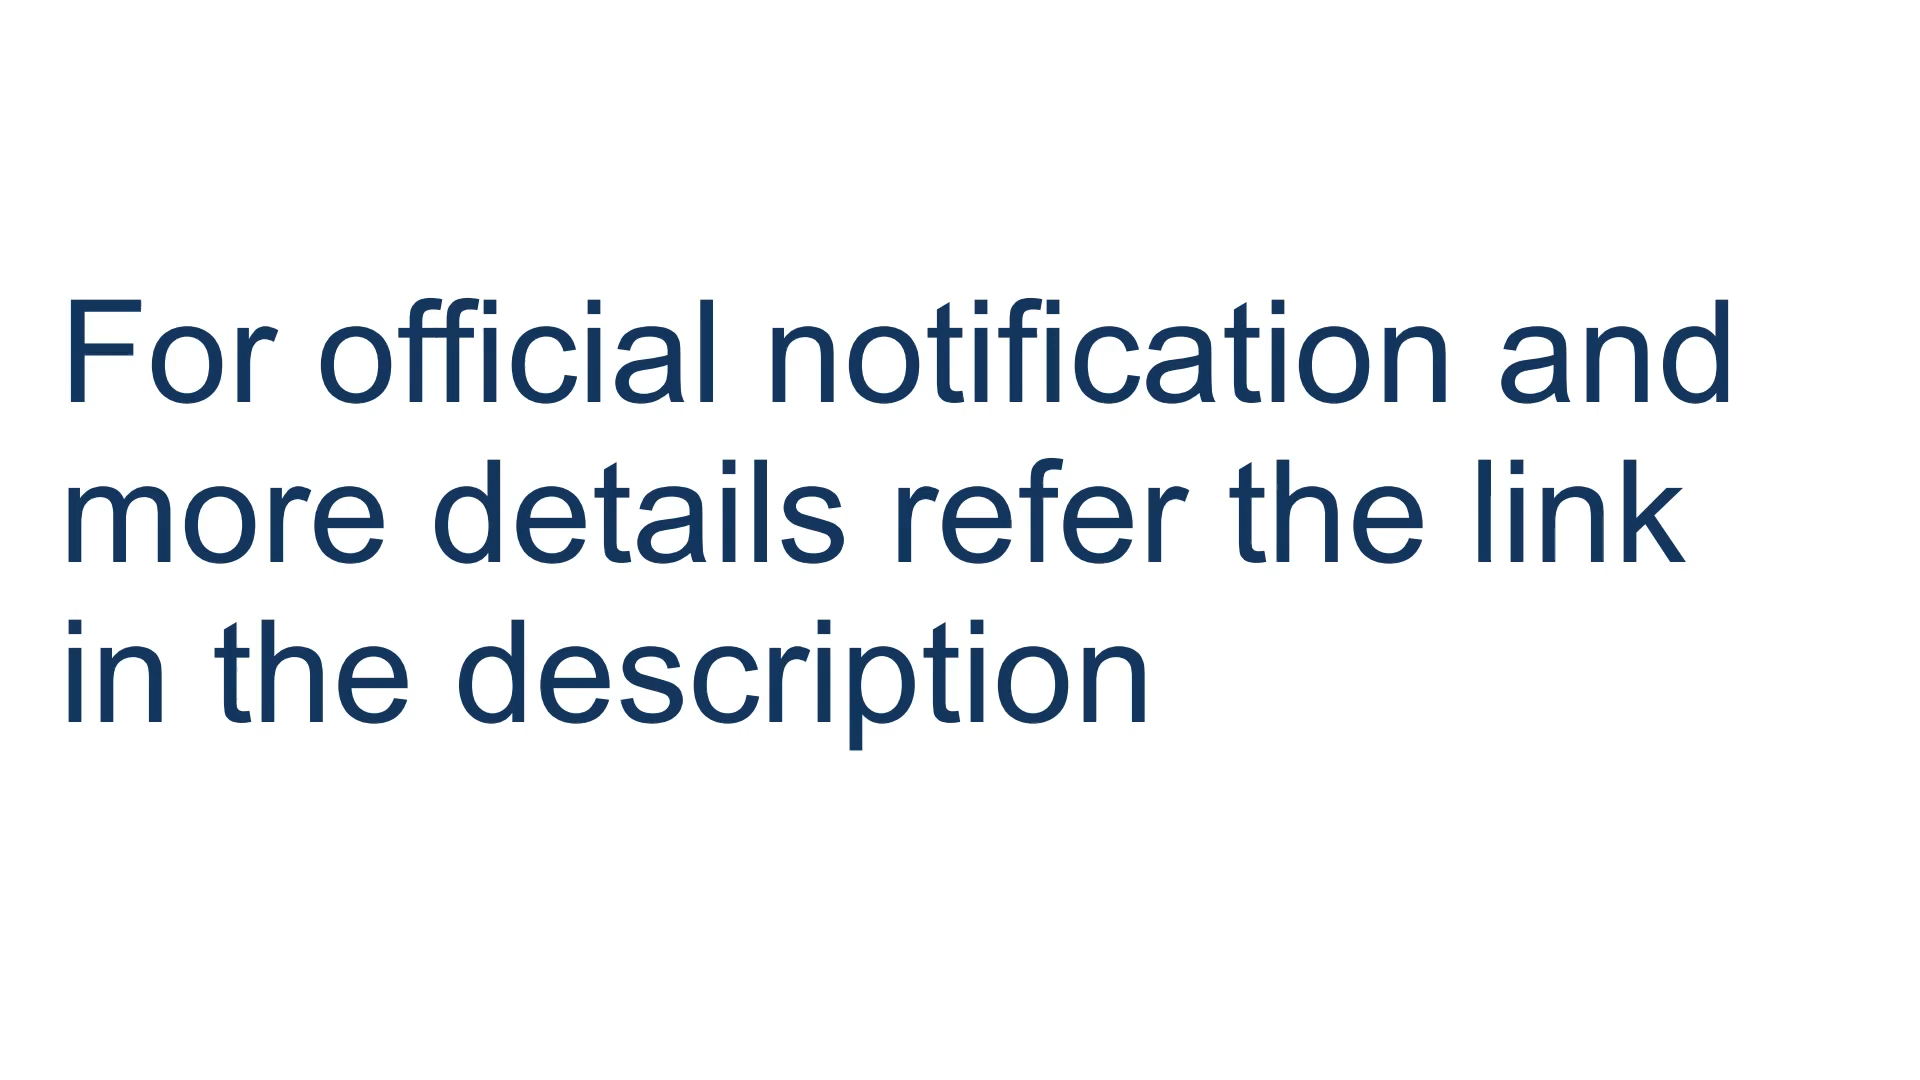 For official notification and
more details refer the link
in the description